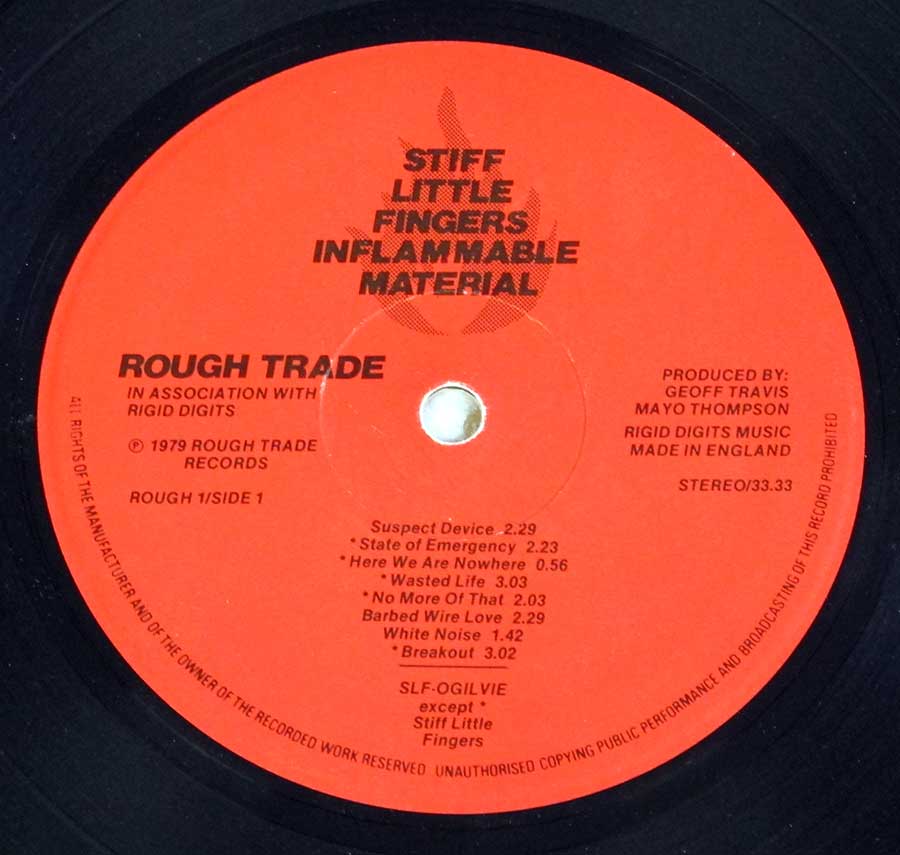 STIFF
LITTLE
FINGERS
INFLAMMABLE
MATERIAL
ROUGH TRADE
IN ASSOCIATION WITH
RIGID DIGITS
℗ 1979 ROUGH TRADE
RECORDS
ROUGH 1/SIDE 1
PRODUCED BY:
GEOFF TRAVIS
MAYO THOMPSON
RIGID DIGITS MUSIC
MADE IN ENGLAND
STEREO/33.33
Suspect Device 2.29
*State of Emergency 2.23
*Here We Are Nowhere 0.56
*Wasted Life 3.03
*No More Of That 2.03
Barbed Wire Love 2.29
White Noise 1.42
*Breakout 3.02
SLF-OGILVIE
except *
Stiff Little
Fingers
ALL RIGHTS OF THE MANUFACTURER AND OF THE OWNER OF THE RECORDED WORK RESERVED UNAUTHORISED COPYING PUBLIC PERFORMANCE AND BROADCASTING OF THIS RECORD PROHIBITED